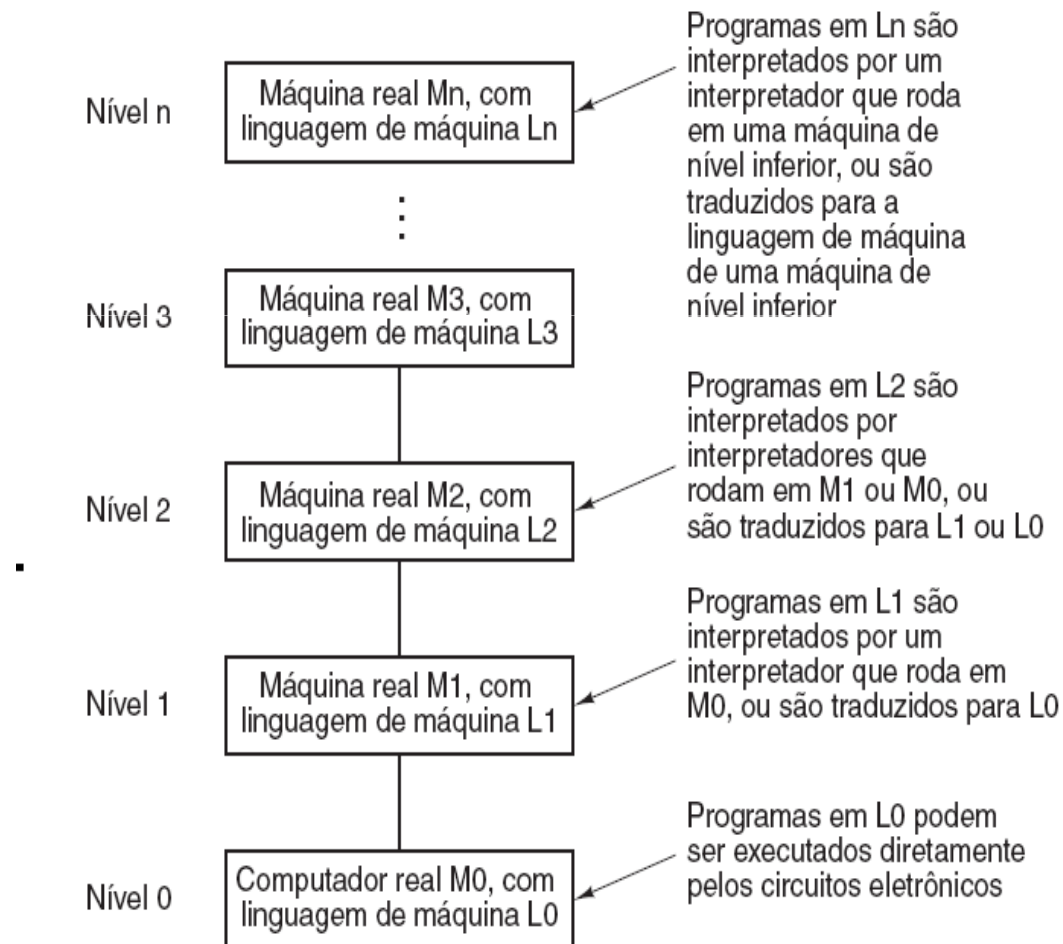 Nível n
Máquina real Mn, com
linguagem de máquina Ln
Programas em Ln são
interpretados por um
interpretador que roda
em uma máquina de
nível inferior, ou são
traduzidos para a
linguagem de máquina
de uma máquina de
nível inferior
Nível 3
Máquina real M3, com
linguagem de máquina L3
Nível 2
Máquina real M2, com
linguagem de máquina L2
Programas em L2 são
interpretados por
interpretadores que
rodam em M1 ou M0, ou
são traduzidos para L1 ou L0
Nível 1
Máquina real M1, com
linguagem de máquina L1
Programas em L1 são
interpretados por um
interpretador que roda em
M0, ou são traduzidos para L0
Nível 0
Computador real M0, com
linguagem de máquina L0
Programas em L0 podem
ser executados diretamente
pelos circuitos eletrônicos